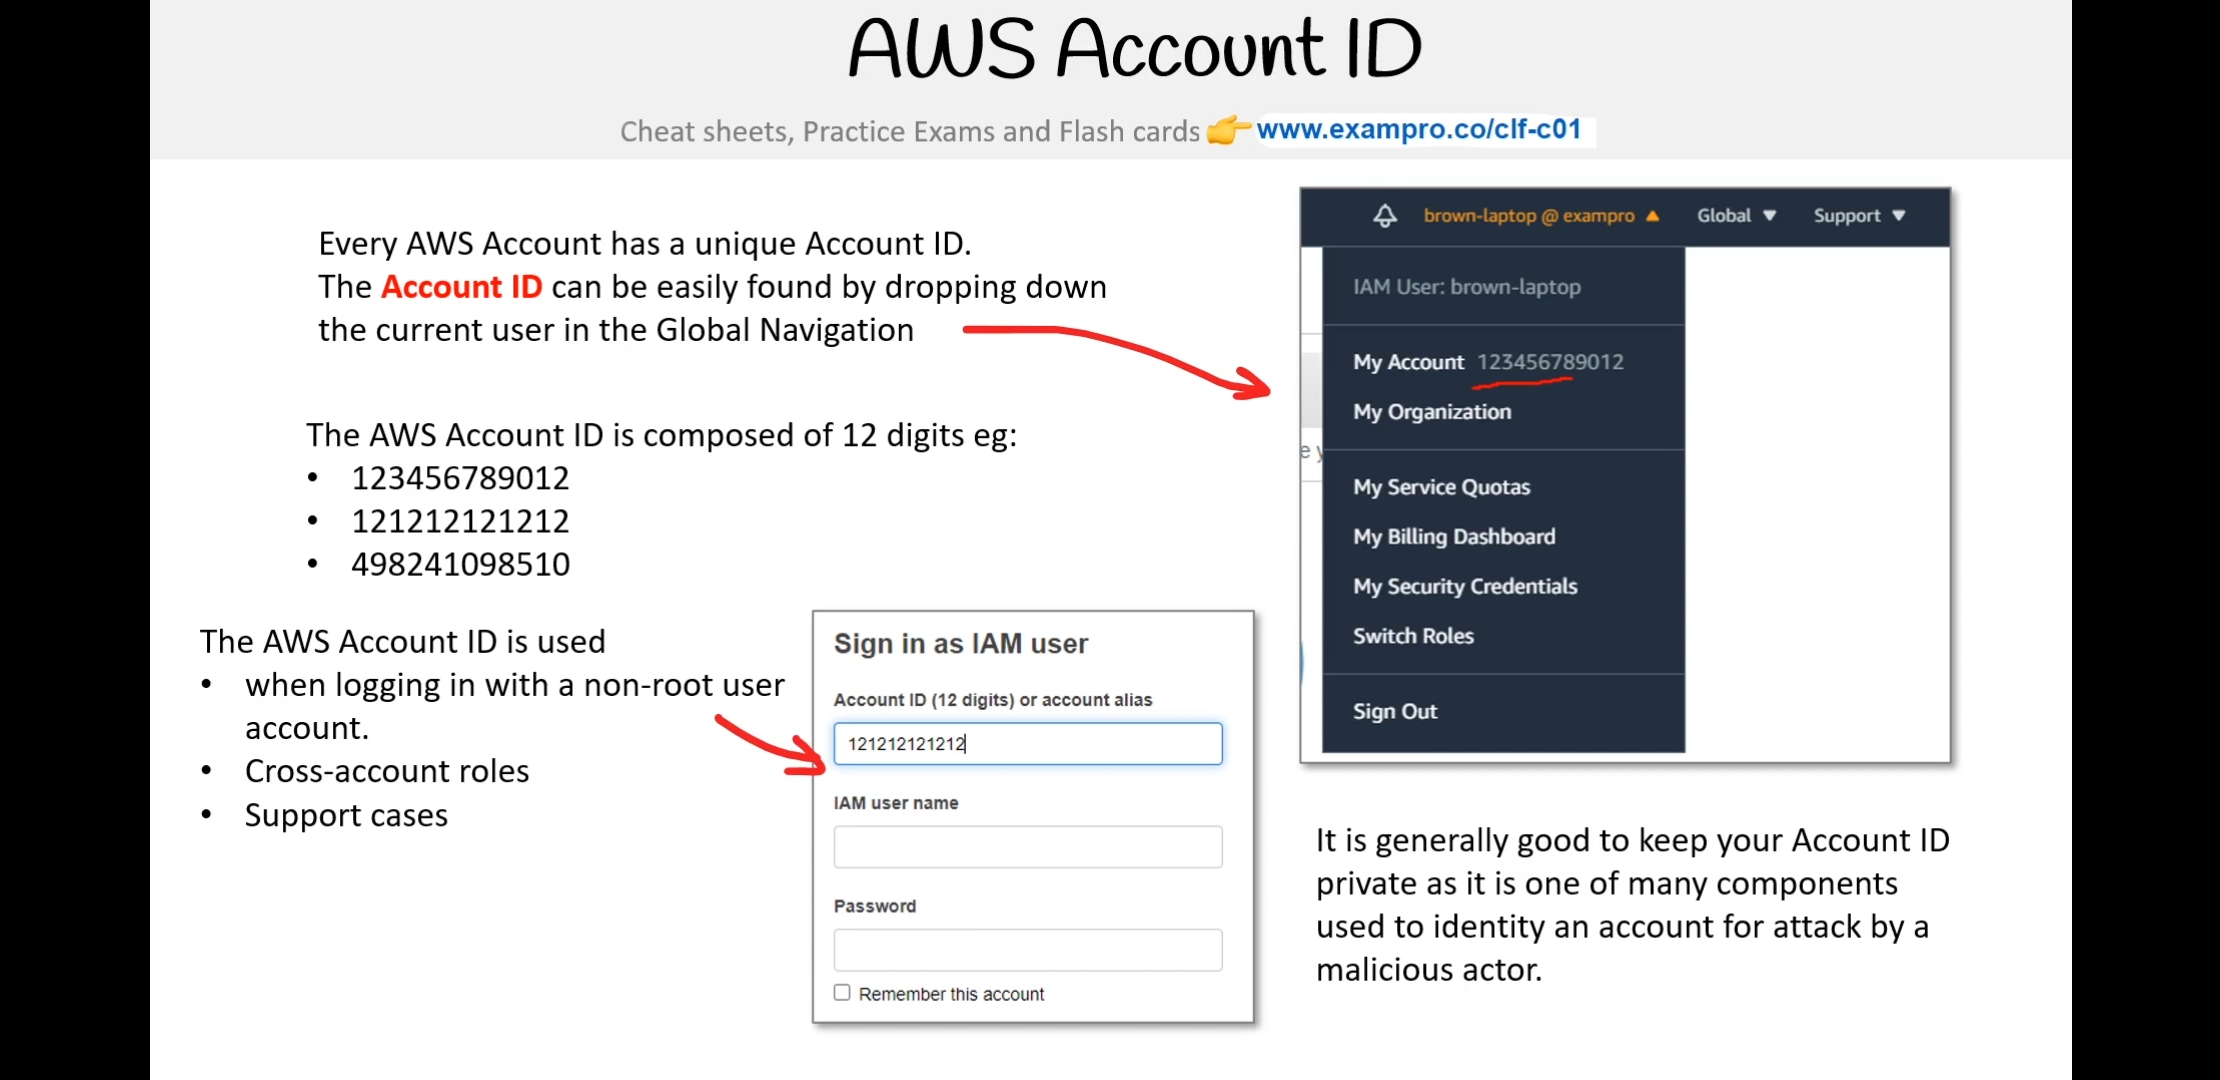 AWS Account ID
Cheat sheets, Practice Exams and Flash cards 👉 www.exampro.co/clf-c01
Every AWS Account has a unique Account ID.
The Account ID can be easily found by dropping down
the current user in the Global Navigation
The AWS Account ID is composed of 12 digits eg:
• 123456789012
• 121212121212
• 498241098510
The AWS Account ID is used
• when logging in with a non-root user
account.
• Cross-account roles
• Support cases
Sign in as IAM user
Account ID (12 digits) or account alias
121212121212
IAM user name
Password
Remember this account
brown-laptop @ exampro Global Support
IAM User: brown-laptop
My Account 123456789012
My Organization
e y
My Service Quotas
My Billing Dashboard
My Security Credentials
Switch Roles
Sign Out
It is generally good to keep your Account ID
private as it is one of many components
used to identity an account for attack by a
malicious actor.